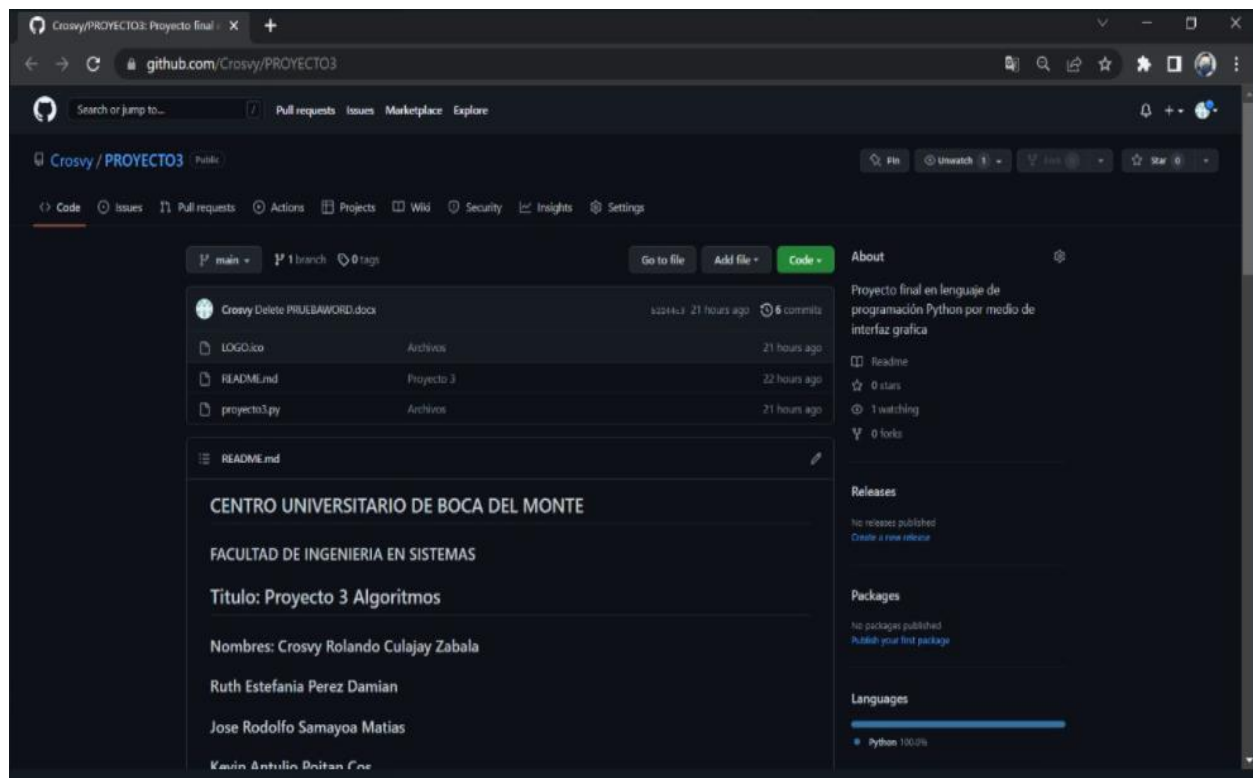 Crosvy/PROYECTO3: Proyecto final
github.com/Crosvy/PROYECTO3
Search or jump to...
/
Pull requests Issues Marketplace Explore
Crosvy / PROYECTO3 Public
Pin
Unwatch 1
Fork 0
Star 0
Code Issues Pull requests Actions Projects Wiki Security Insights Settings
main 1 branch 0 tags
Go to file Add file Code
Crosvy Delete PRUEBAWORD.docx 21 hours ago 6 commits
LOGO.ico Archivos 21 hours ago
README.md Proyecto 3 22 hours ago
proyecto3.py Archivos 21 hours ago
README.md
CENTRO UNIVERSITARIO DE BOCA DEL MONTE
FACULTAD DE INGENIERIA EN SISTEMAS
Titulo: Proyecto 3 Algoritmos
Nombres: Crosvy Rolando Culajay Zabala
Ruth Estefania Perez Damian
Jose Rodolfo Samayoa Matias
Kevin Antulio Poitan Cos
About
Proyecto final en lenguaje de
programación Python por medio de
interfaz grafica
Readme
0 stars
1 watching
0 forks
Releases
No releases published
Create a new release
Packages
No packages published
Publish your first package
Languages
Python 100.0%